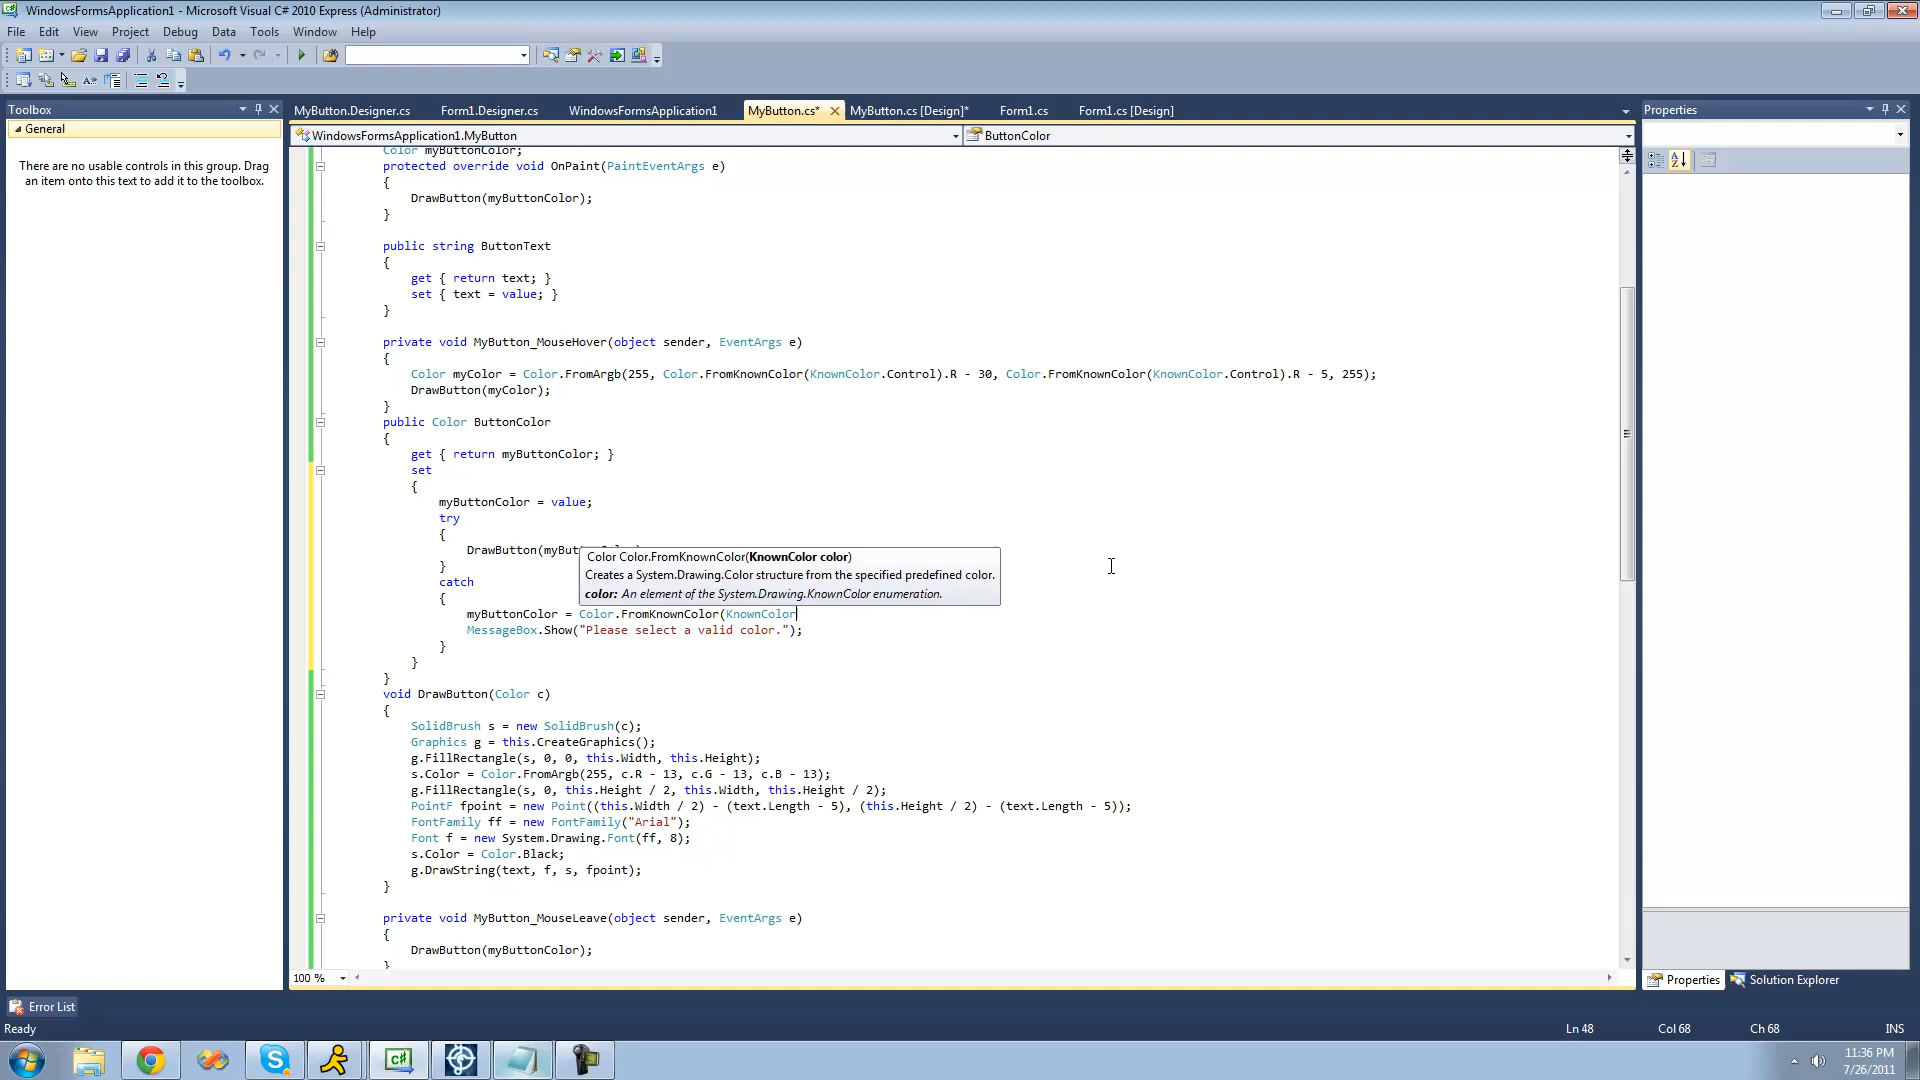 WindowsFormsApplication1 - Microsoft Visual C# 2010 Express (Administrator)
File Edit View Project Debug Data Tools Window Help
Toolbox
General
There are no usable controls in this group. Drag
an item onto this text to add it to the toolbox.
MyButton.Designer.cs Form1.Designer.cs WindowsFormsApplication1 MyButton.cs* MyButton.cs [Design]* Form1.cs Form1.cs [Design]
WindowsFormsApplication1.MyButton ButtonColor
Color myButtonColor;
protected override void OnPaint(PaintEventArgs e)
{
DrawButton(myButtonColor);
}
public string ButtonText
{
get { return text; }
set { text = value; }
}
private void MyButton_MouseHover(object sender, EventArgs e)
{
Color myColor = Color.FromArgb(255, Color.FromKnownColor(KnownColor.Control).R - 30, Color.FromKnownColor(KnownColor.Control).R - 5, 255);
DrawButton(myColor);
}
public Color ButtonColor
{
get { return myButtonColor; }
set
{
myButtonColor = value;
try
{
DrawButton(myButt
Color Color.FromKnownColor(KnownColor color)
Creates a System.Drawing.Color structure from the specified predefined color.
color: An element of the System.Drawing.KnownColor enumeration.
}
catch
{
myButtonColor = Color.FromKnownColor(KnownColor
MessageBox.Show("Please select a valid color.");
}
}
}
void DrawButton(Color c)
{
SolidBrush s = new SolidBrush(c);
Graphics g = this.CreateGraphics();
g.FillRectangle(s, 0, 0, this.Width, this.Height);
s.Color = Color.FromArgb(255, c.R - 13, c.G - 13, c.B - 13);
g.FillRectangle(s, 0, this.Height / 2, this.Width, this.Height / 2);
PointF fpoint = new Point((this.Width / 2) - (text.Length - 5), (this.Height / 2) - (text.Length - 5));
FontFamily ff = new FontFamily("Arial");
Font f = new System.Drawing.Font(ff, 8);
s.Color = Color.Black;
g.DrawString(text, f, s, fpoint);
}
private void MyButton_MouseLeave(object sender, EventArgs e)
{
DrawButton(myButtonColor);
}
100 %
Properties
Properties Solution Explorer
Error List
Ready Ln 48 Col 68 Ch 68 INS
11:36 PM
7/26/2011